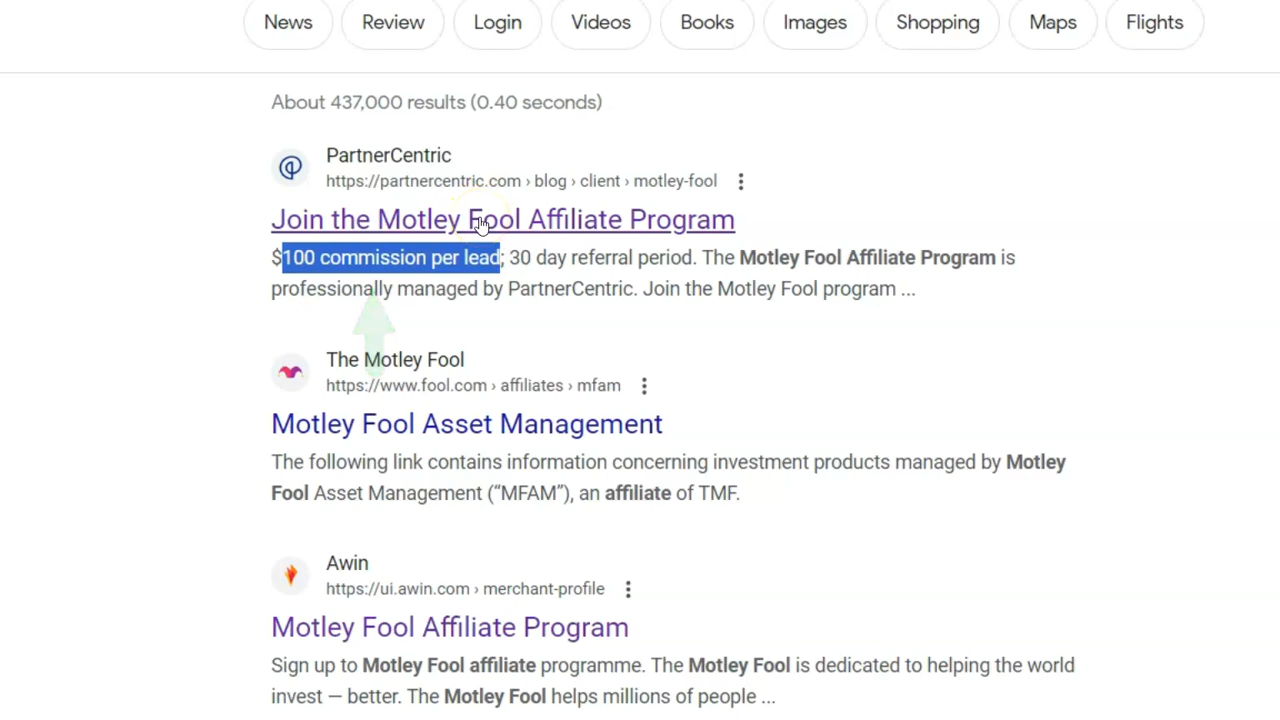 News Review Login Videos Books Images Shopping Maps Flights
About 437,000 results (0.40 seconds)
PartnerCentric
https://partnercentric.com › blog › client › motley-fool
Join the Motley Fool Affiliate Program
$100 commission per lead; 30 day referral period. The Motley Fool Affiliate Program is
professionally managed by PartnerCentric. Join the Motley Fool program ...
The Motley Fool
https://www.fool.com › affiliates › mfam
Motley Fool Asset Management
The following link contains information concerning investment products managed by Motley
Fool Asset Management (“MFAM”), an affiliate of TMF.
Awin
https://ui.awin.com › merchant-profile
Motley Fool Affiliate Program
Sign up to Motley Fool affiliate programme. The Motley Fool is dedicated to helping the world
invest — better. The Motley Fool helps millions of people ...